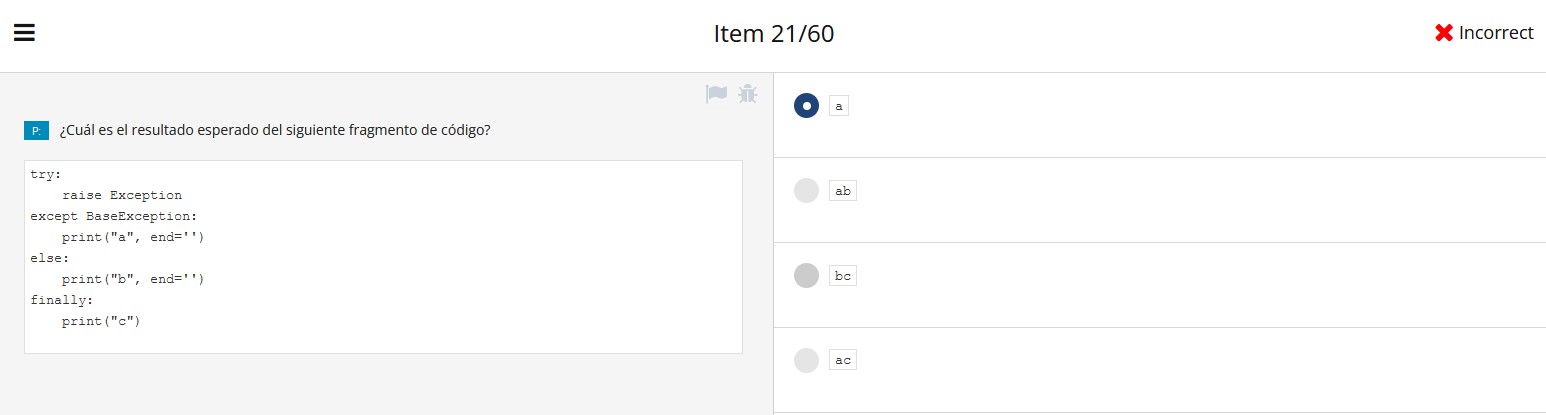 Item 21/60
Incorrect
P: ¿Cuál es el resultado esperado del siguiente fragmento de código?
try:
    raise Exception
except BaseException:
    print("a", end='')
else:
    print("b", end='')
finally:
    print("c")
a
ab
bc
ac